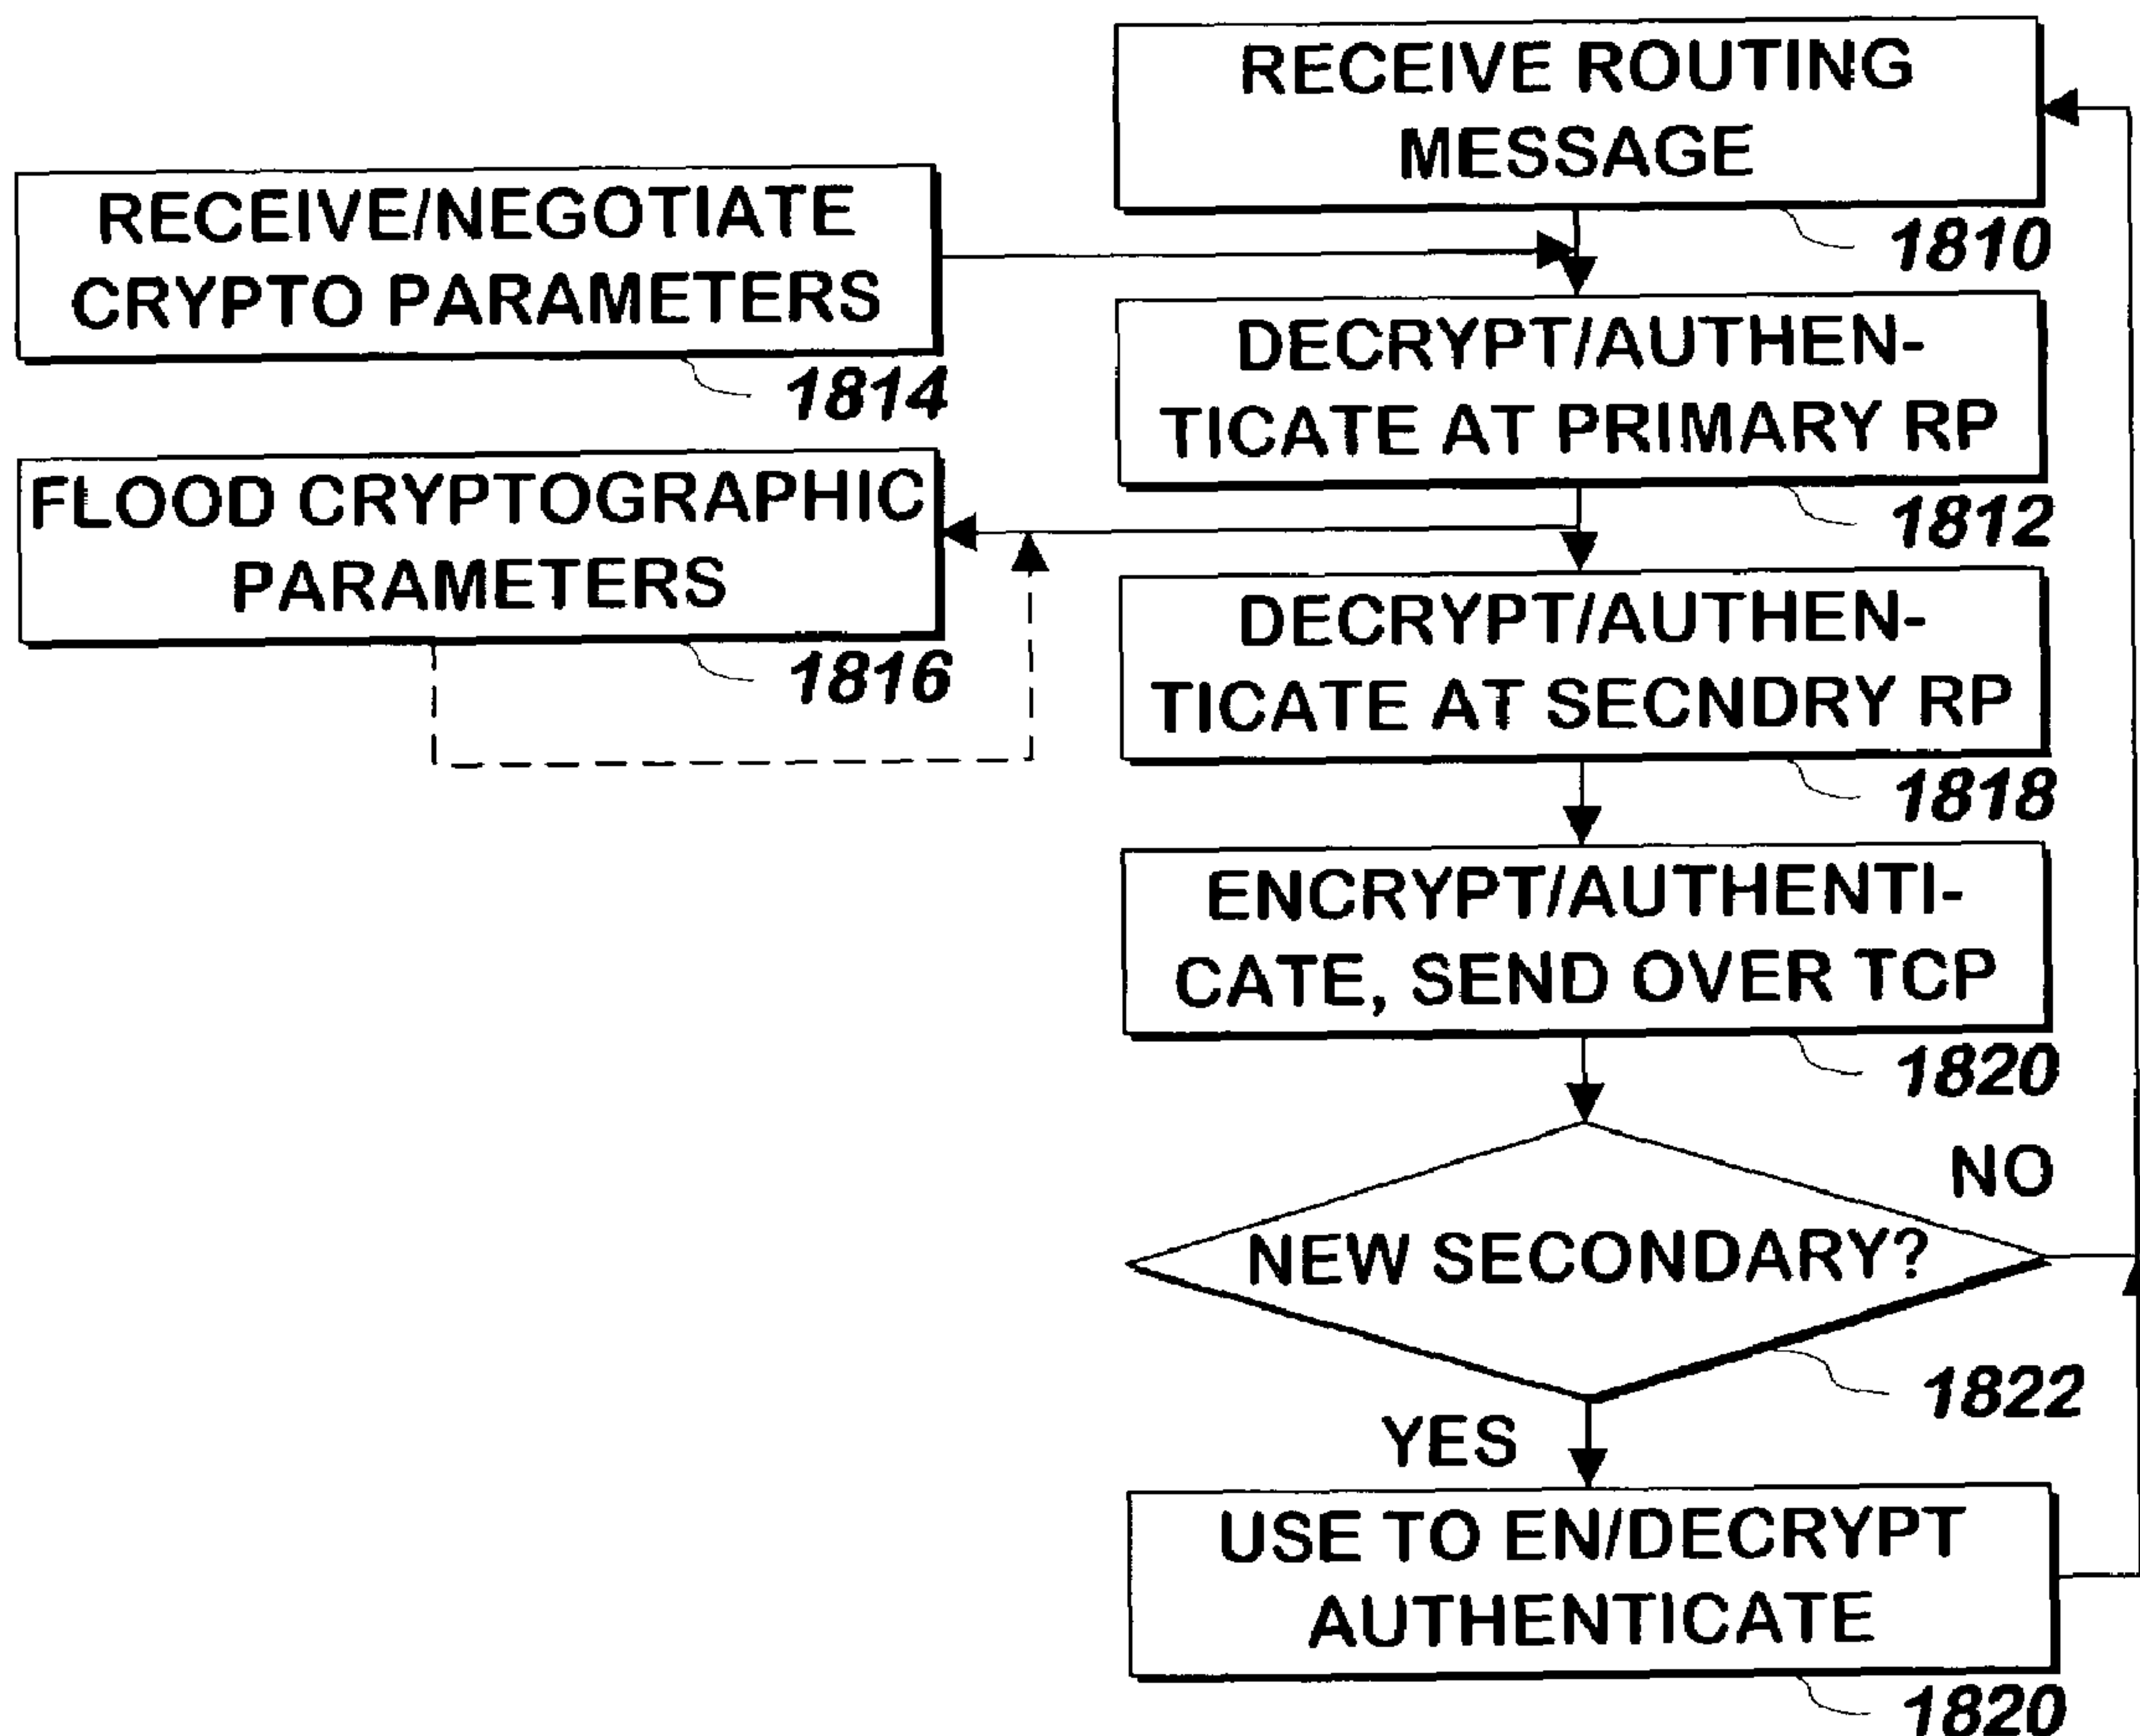 RECEIVE ROUTING
MESSAGE
1810
RECEIVE/NEGOTIATE
CRYPTO PARAMETERS
1814
DECRYPT/AUTHEN-
TICATE AT PRIMARY RP
1812
FLOOD CRYPTOGRAPHIC
PARAMETERS
1816
DECRYPT/AUTHEN-
TICATE AT SECNDRY RP
1818
ENCRYPT/AUTHENTI-
CATE, SEND OVER TCP
1820
NO
NEW SECONDARY?
1822
YES
USE TO EN/DECRYPT
AUTHENTICATE
1820